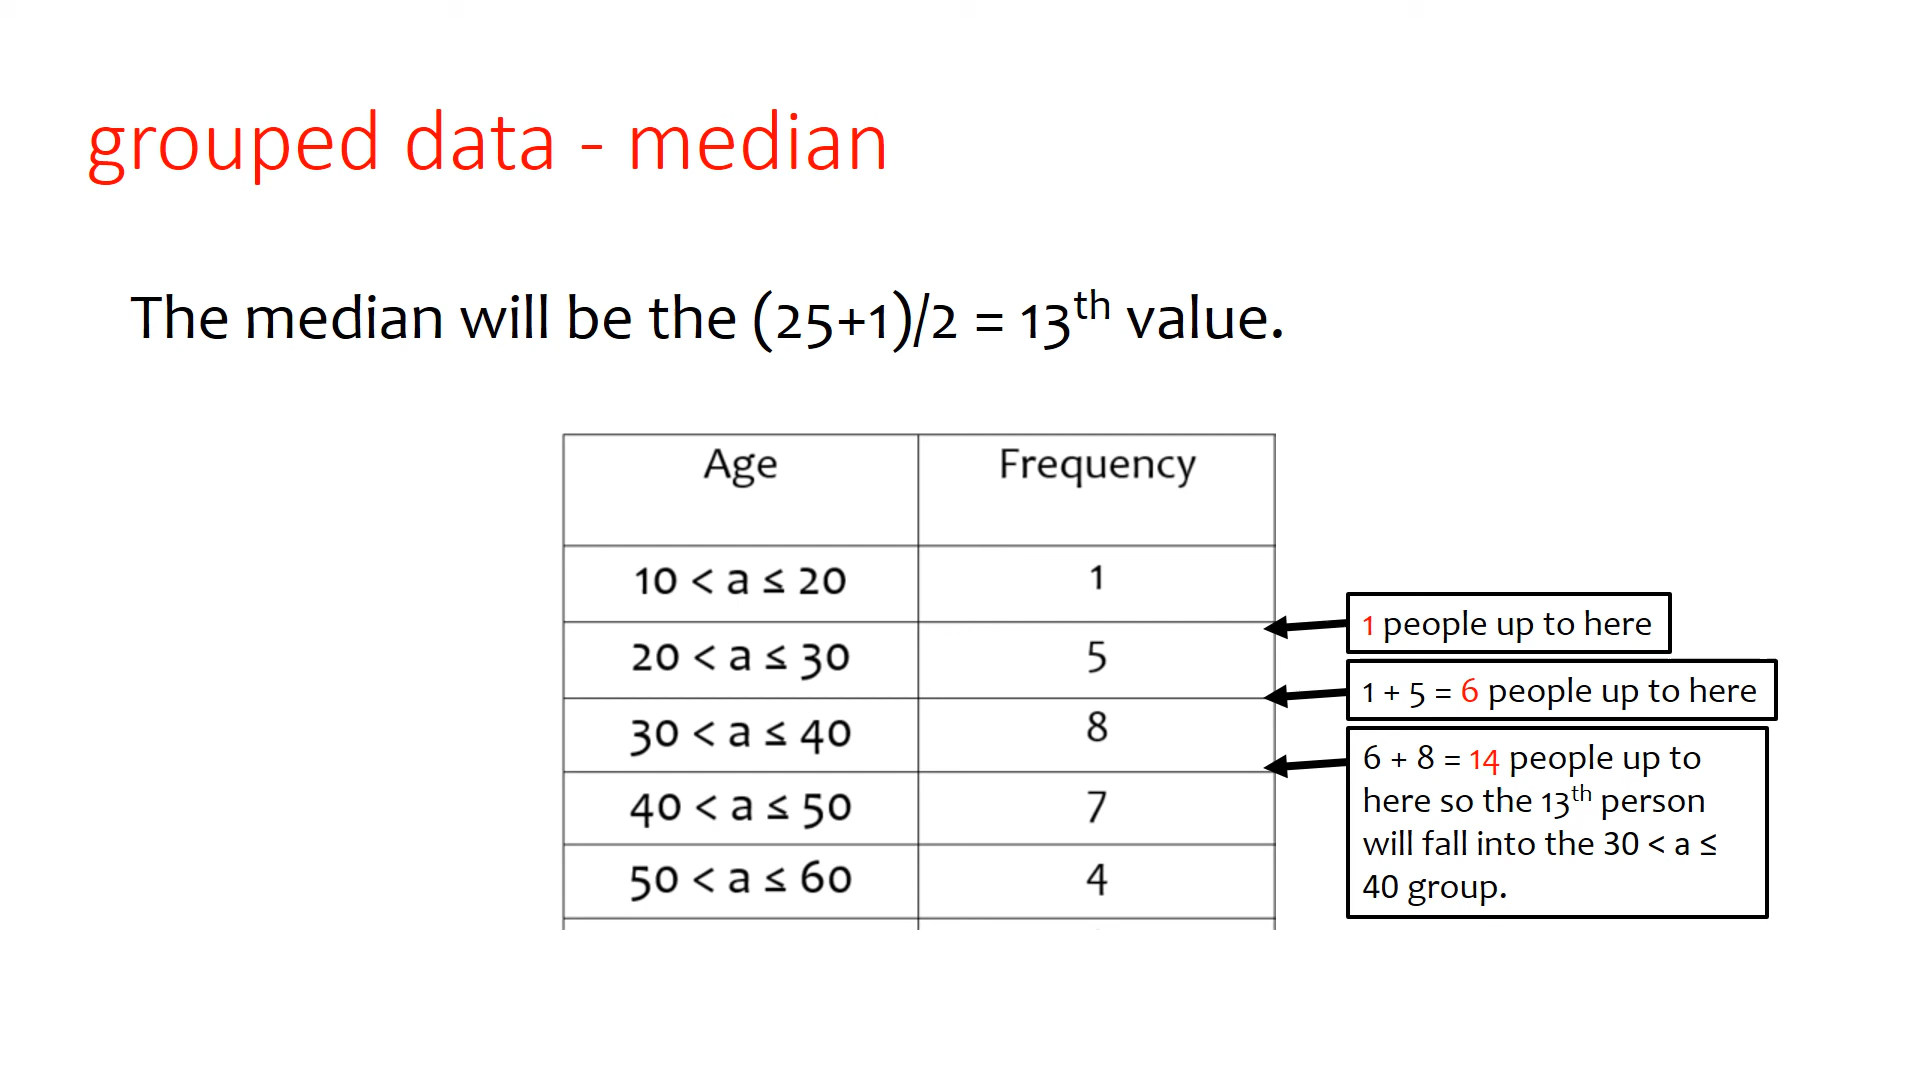 grouped data - median
The median will be the (25+1)/2 = 13th value.
Age Frequency
10 < a ≤ 20 1
20 < a ≤ 30 5
30 < a ≤ 40 8
40 < a ≤ 50 7
50 < a ≤ 60 4
1 people up to here
1 + 5 = 6 people up to here
6 + 8 = 14 people up to
here so the 13th person
will fall into the 30 < a ≤
40 group.